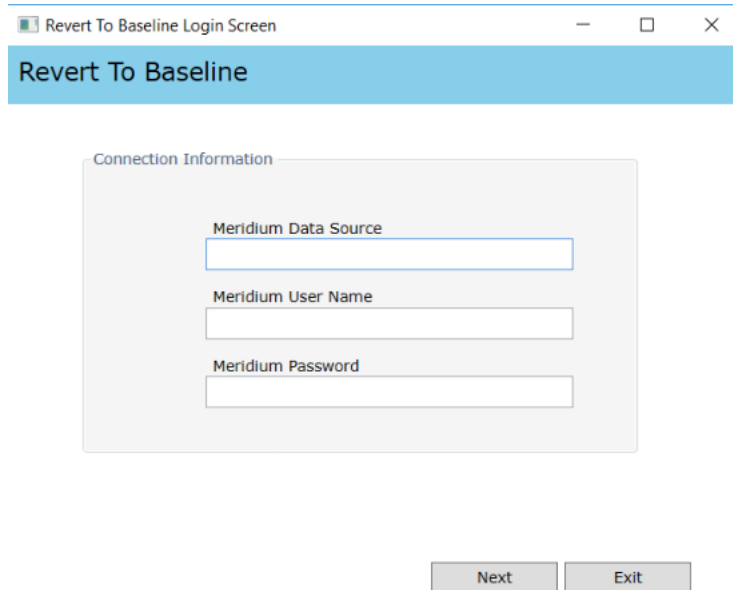 Revert To Baseline Login Screen
Revert To Baseline
Connection Information
Meridium Data Source
Meridium User Name
Meridium Password
Next Exit